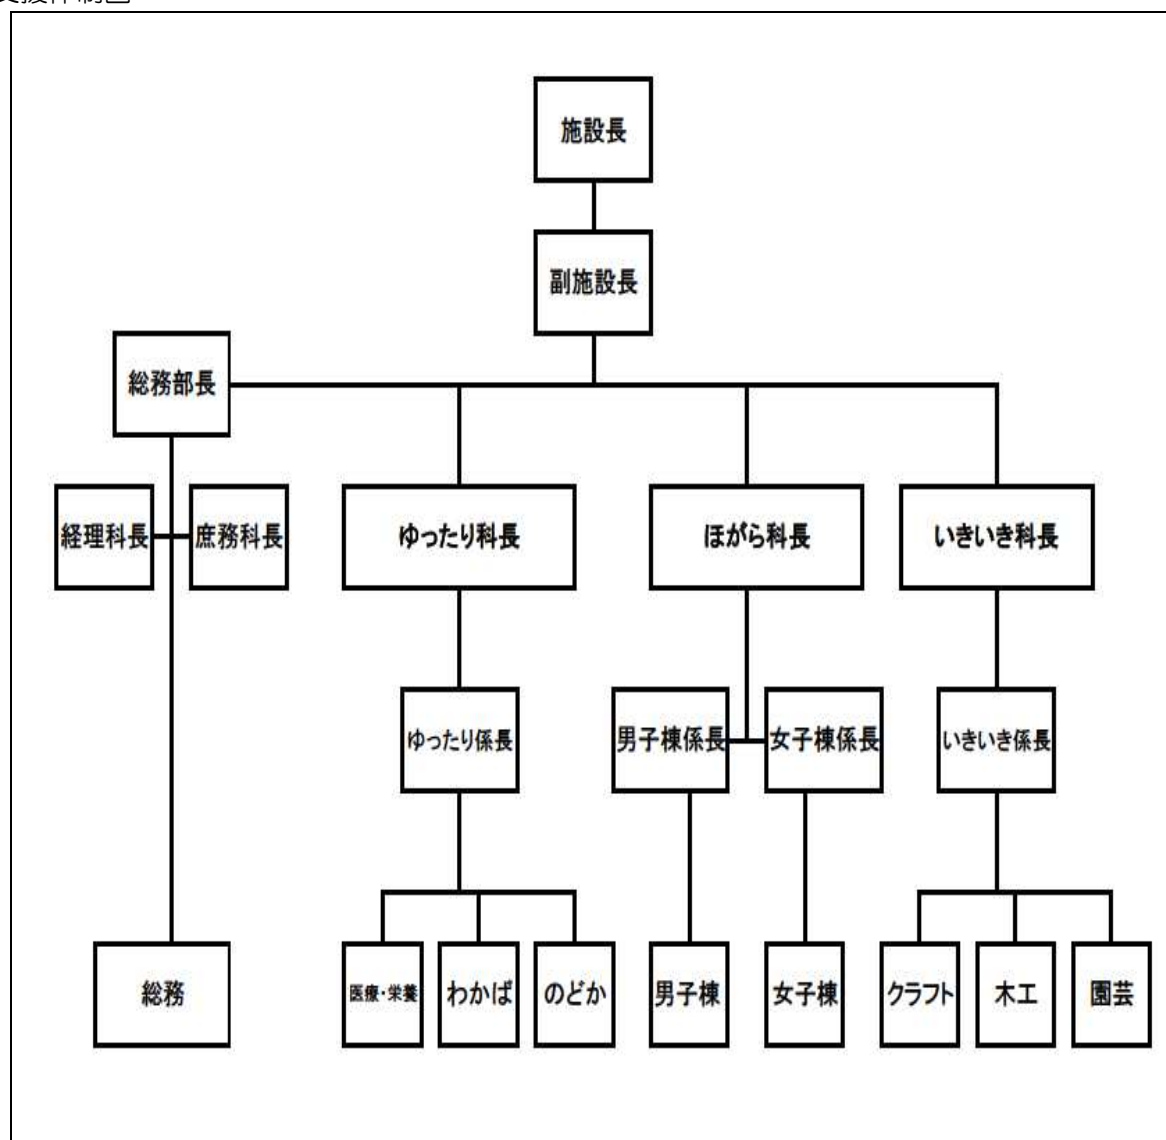 施設長
副施設長
総務部長
経理科長
庶務科長
ゆったり科長
ほがら科長
いきいき科長
ゆったり係長
男子棟係長
女子棟係長
いきいき係長
総務
医療・栄養
わかば
のどか
男子棟
女子棟
クラフト
木工
園芸